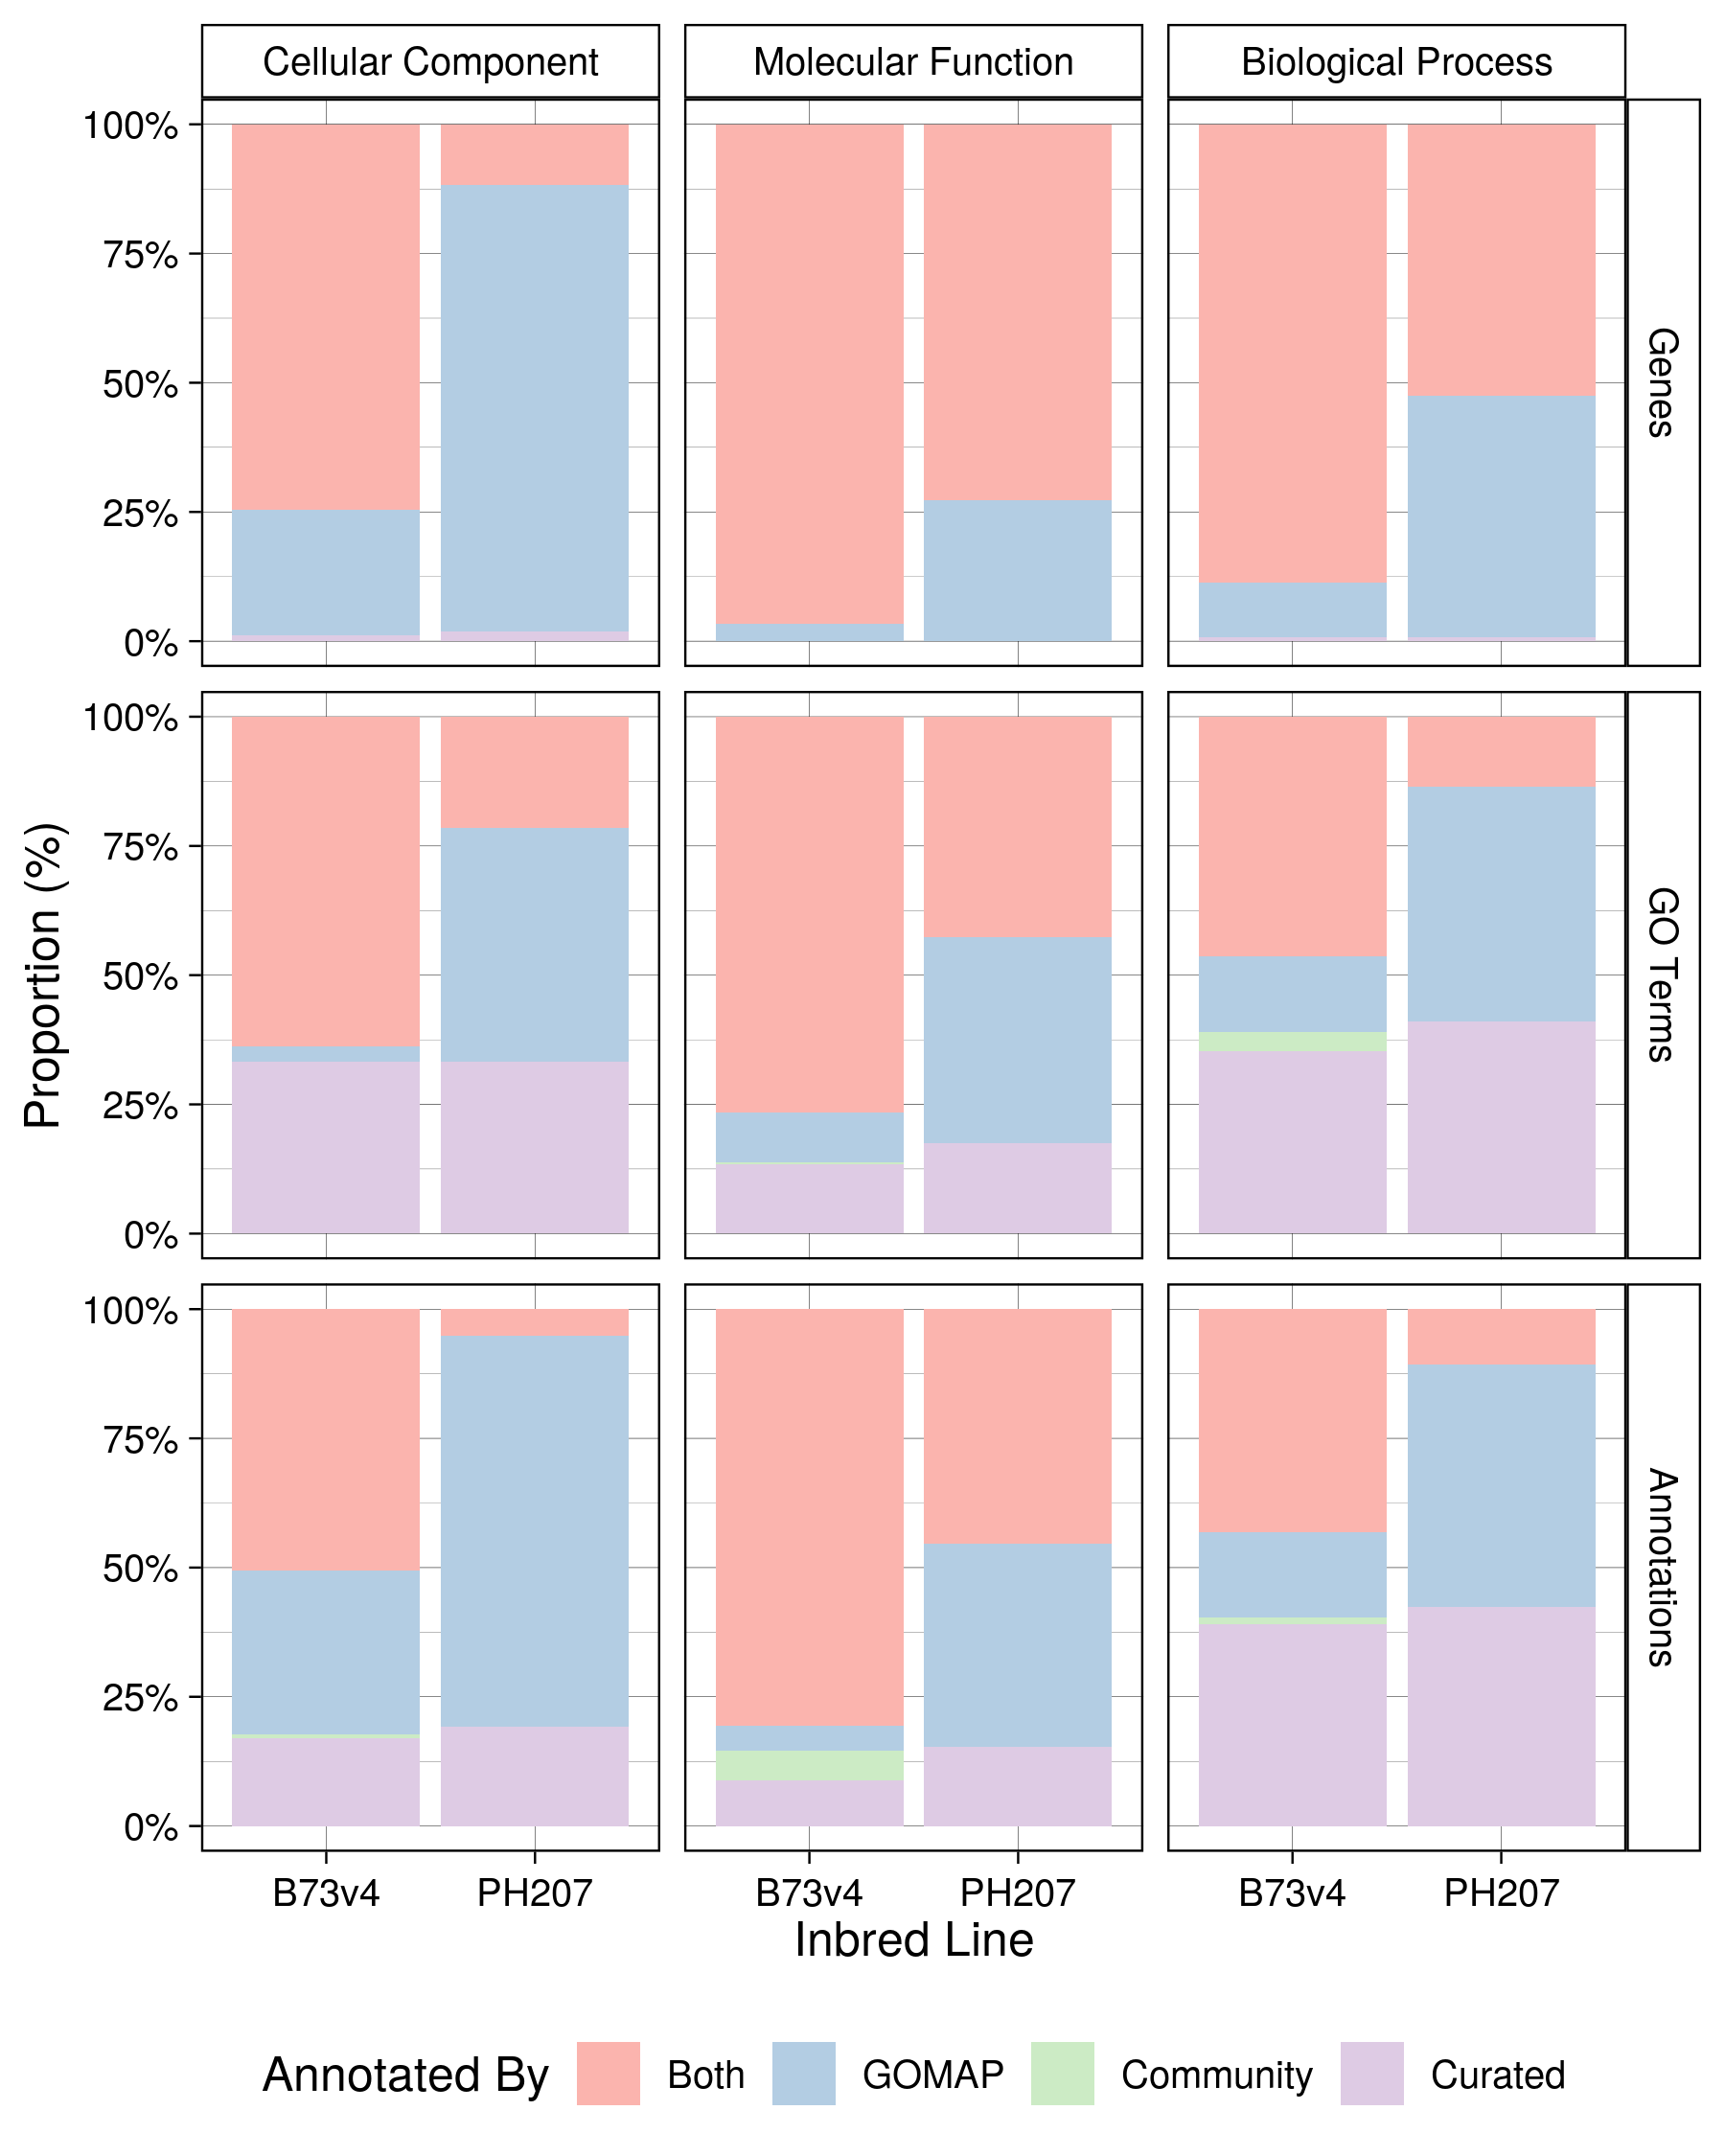 Cellular Component
Molecular Function
Biological Process
100%
75%
50%
25%
0%
Genes
100%
75%
50%
25%
0%
GO Terms
100%
75%
50%
25%
0%
Annotations
Proportion (%)
B73v4
PH207
B73v4
PH207
B73v4
PH207
Inbred Line
Annotated By
Both
GOMAP
Community
Curated